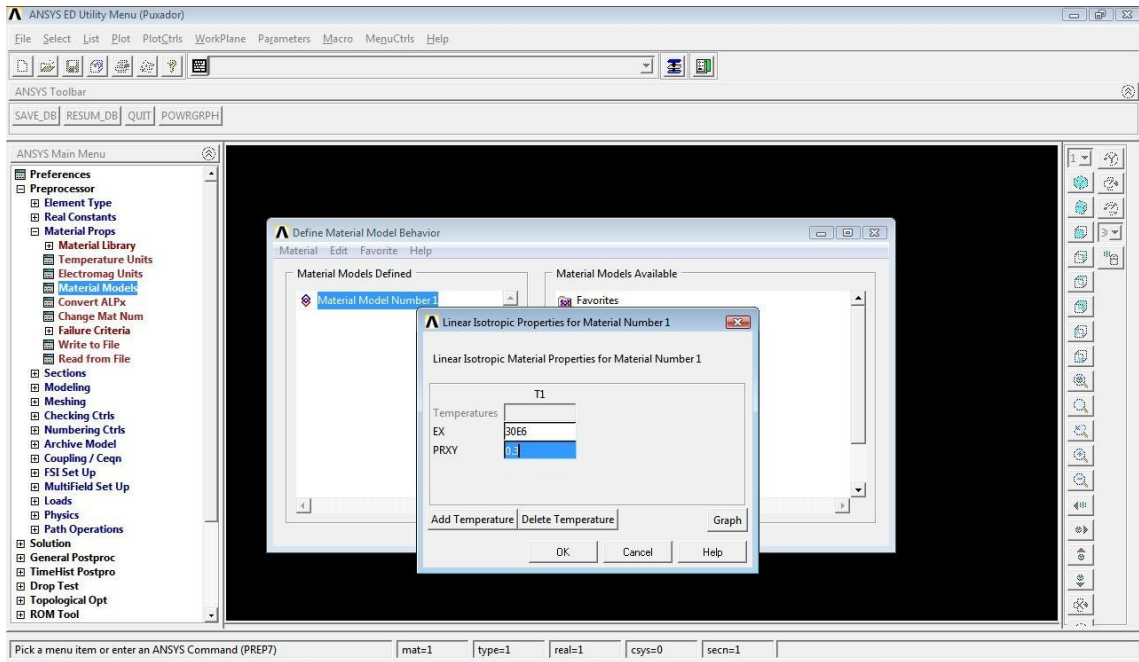 ANSYS ED Utility Menu (Puxador)
File Select List Plot PlotCtrls WorkPlane Parameters Macro MenuCtrls Help
ANSYS Toolbar
SAVE_DB RESUM_DB QUIT POWRGRPH
ANSYS Main Menu
Preferences
Preprocessor
Element Type
Real Constants
Material Props
Material Library
Temperature Units
Electromag Units
Material Models
Convert ALPx
Change Mat Num
Failure Criteria
Write to File
Read from File
Sections
Modeling
Meshing
Checking Ctrls
Numbering Ctrls
Archive Model
Coupling / Ceqn
FSI Set Up
MultiField Set Up
Loads
Physics
Path Operations
Solution
General Postproc
TimeHist Postpro
Drop Test
Topological Opt
ROM Tool
Define Material Model Behavior
Material Edit Favorite Help
Material Models Defined
Material Model Number 1
Material Models Available
Favorites
Linear Isotropic Properties for Material Number 1
Linear Isotropic Material Properties for Material Number 1
T1
Temperatures
EX 30E6
PRXY 0.3
Add Temperature Delete Temperature Graph
OK Cancel Help
1
Pick a menu item or enter an ANSYS Command (PREP7) mat=1 type=1 real=1 csys=0 secn=1